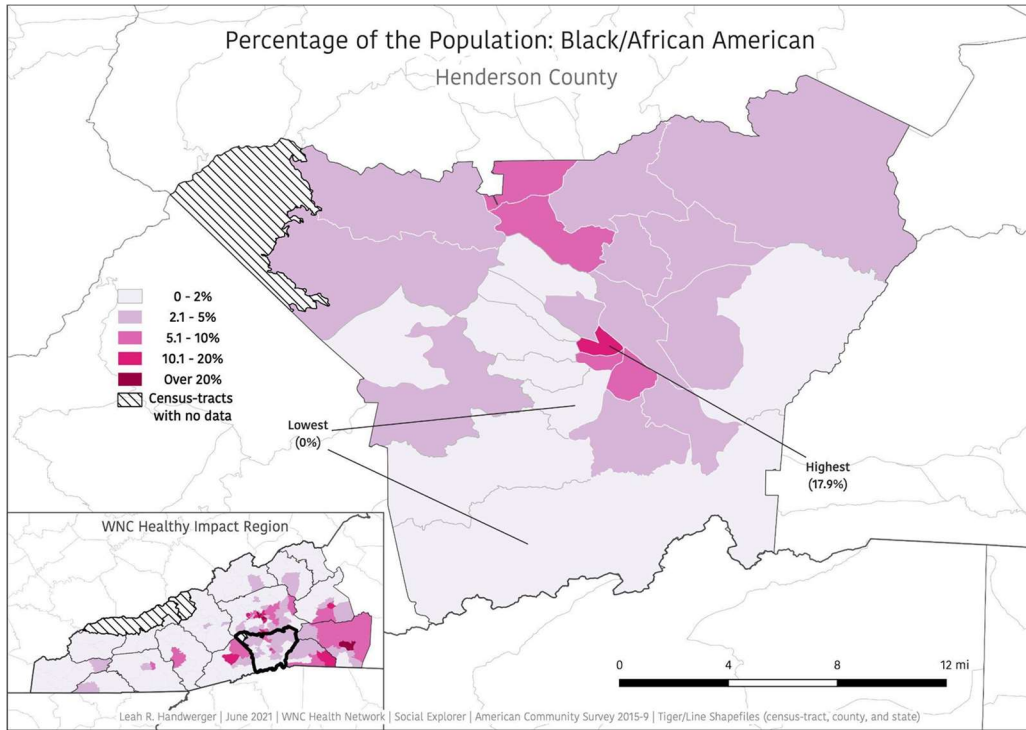 Percentage of the Population: Black/African American
Henderson County
0 - 2%
2.1 - 5%
5.1 - 10%
10.1 - 20%
Over 20%
Census-tracts
with no data
Lowest
(0%)
Highest
(17.9%)
WNC Healthy Impact Region
0 4 8 12 mi
Leah R. Handwerger | June 2021 | WNC Health Network | Social Explorer | American Community Survey 2015-9 | Tiger/Line Shapefiles (census-tract, county, and state)